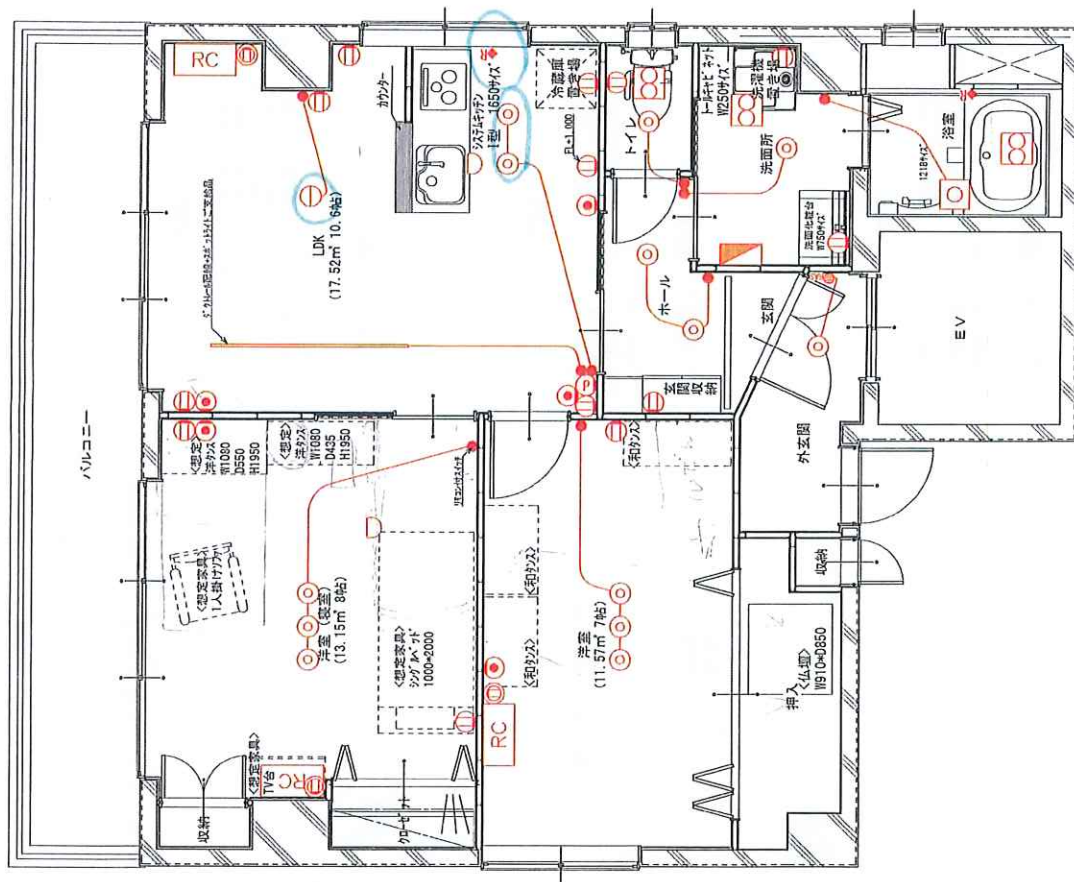 バルコニー
RC
カウンター
システムキッチン
I型 1650サイズ
冷蔵庫
置き場
FL+1,000
LDK
(17.52m² 10.6帖)
トイレ
トールキャビネット
W250サイズ
洗濯機
置き場
洗面所
洗面化粧台
W750サイズ
浴室
1218サイズ
ホール
玄関
玄関
収納
P
EV
外玄関
収納
<想定>
洋タンス
W1080
D550
H1950
<想定>
洋タンス
W1080
D435
H1950
<想定家具>
1人掛けソファ
洋室 (寝室)
(13.15m² 8帖)
<想定家具>
シングルベッド
1000*2000
<想定家具>
TV台
RC
収納
クローゼット
<和タンス>
<和タンス>
<和タンス>
洋室
(11.57m² 7帖)
RC
押入
<仏壇>
W910*D850